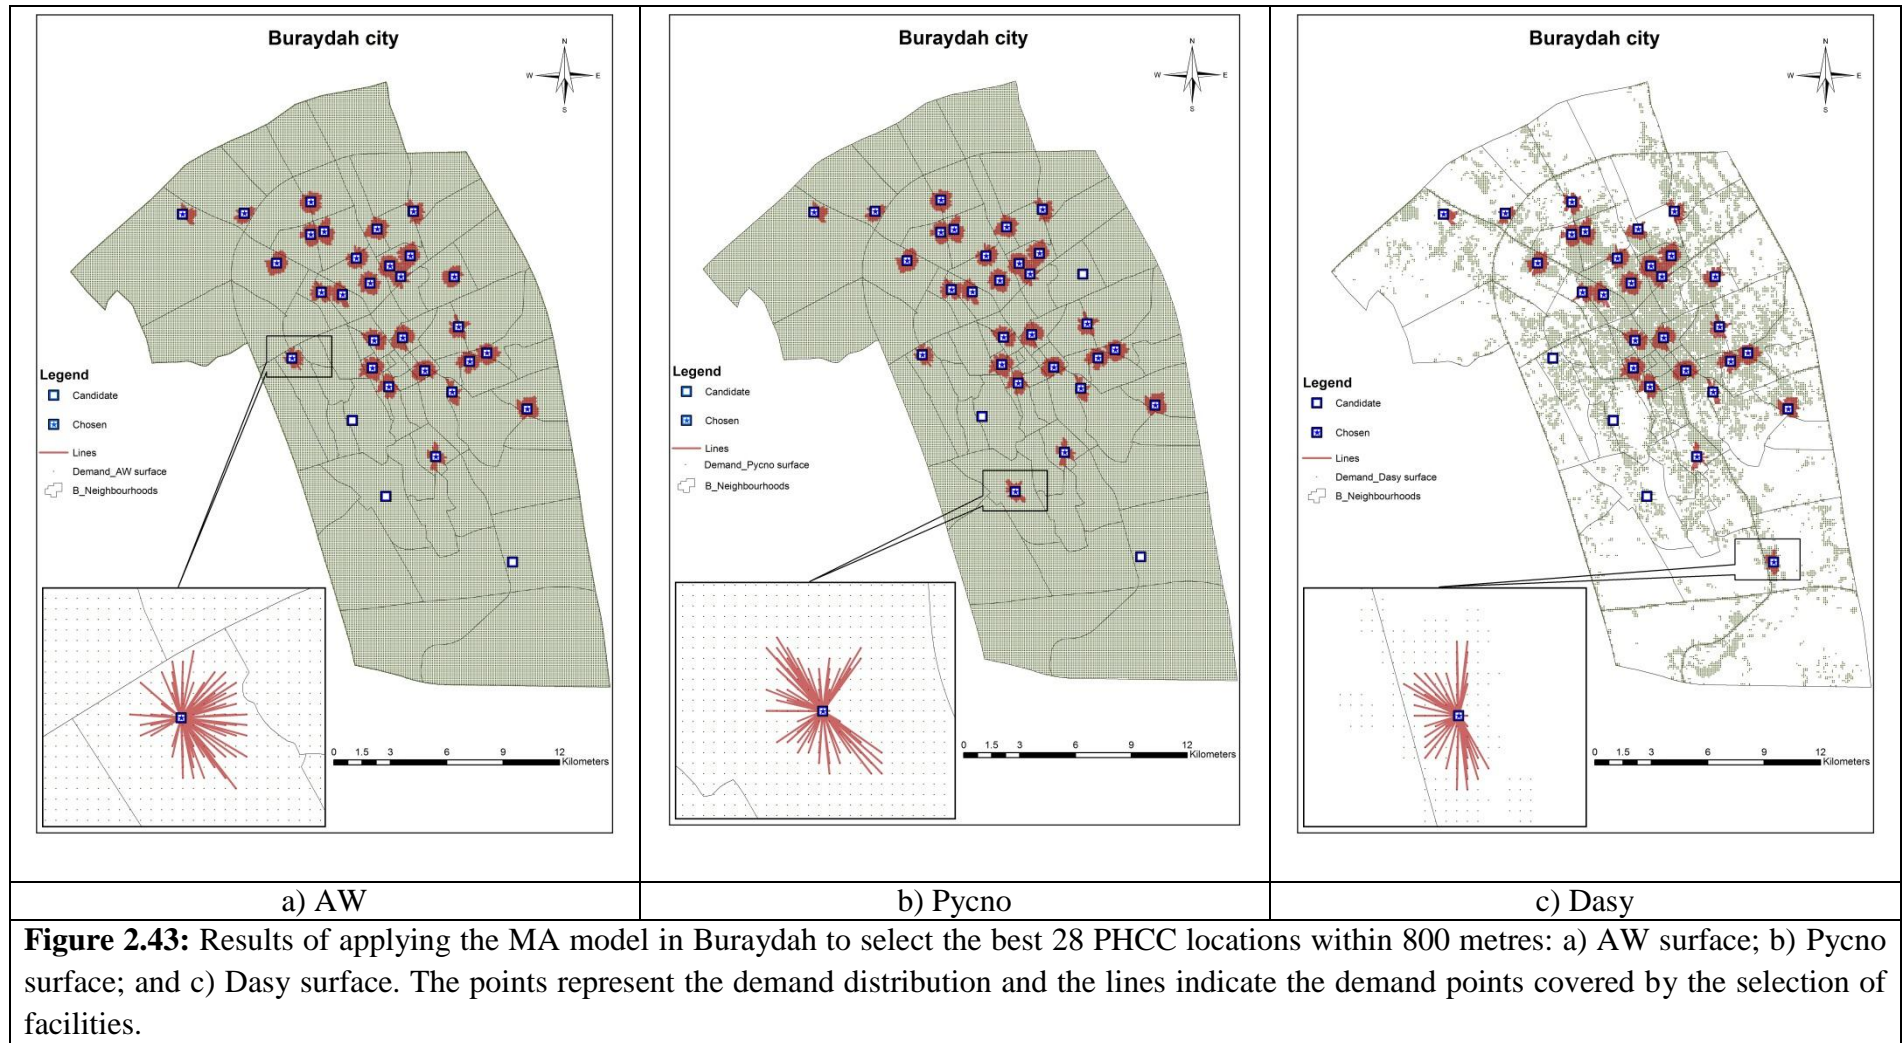 Buraydah city
N
W
E
S
Legend
Candidate
Chosen
Lines
Demand_AW surface
B_Neighbourhoods
0 1.5 3 6 9 12
Kilometers
Buraydah city
N
W
E
S
Legend
Candidate
Chosen
Lines
Demand_Pycno surface
B_Neighbourhoods
0 1.5 3 6 9 12
Kilometers
Buraydah city
N
W
E
S
Legend
Candidate
Chosen
Lines
Demand_Dasy surface
B_Neighbourhoods
0 1.5 3 6 9 12
Kilometers
a) AW
b) Pycno
c) Dasy
Figure 2.43: Results of applying the MA model in Buraydah to select the best 28 PHCC locations within 800 metres: a) AW surface; b) Pycno
surface; and c) Dasy surface. The points represent the demand distribution and the lines indicate the demand points covered by the selection of
facilities.